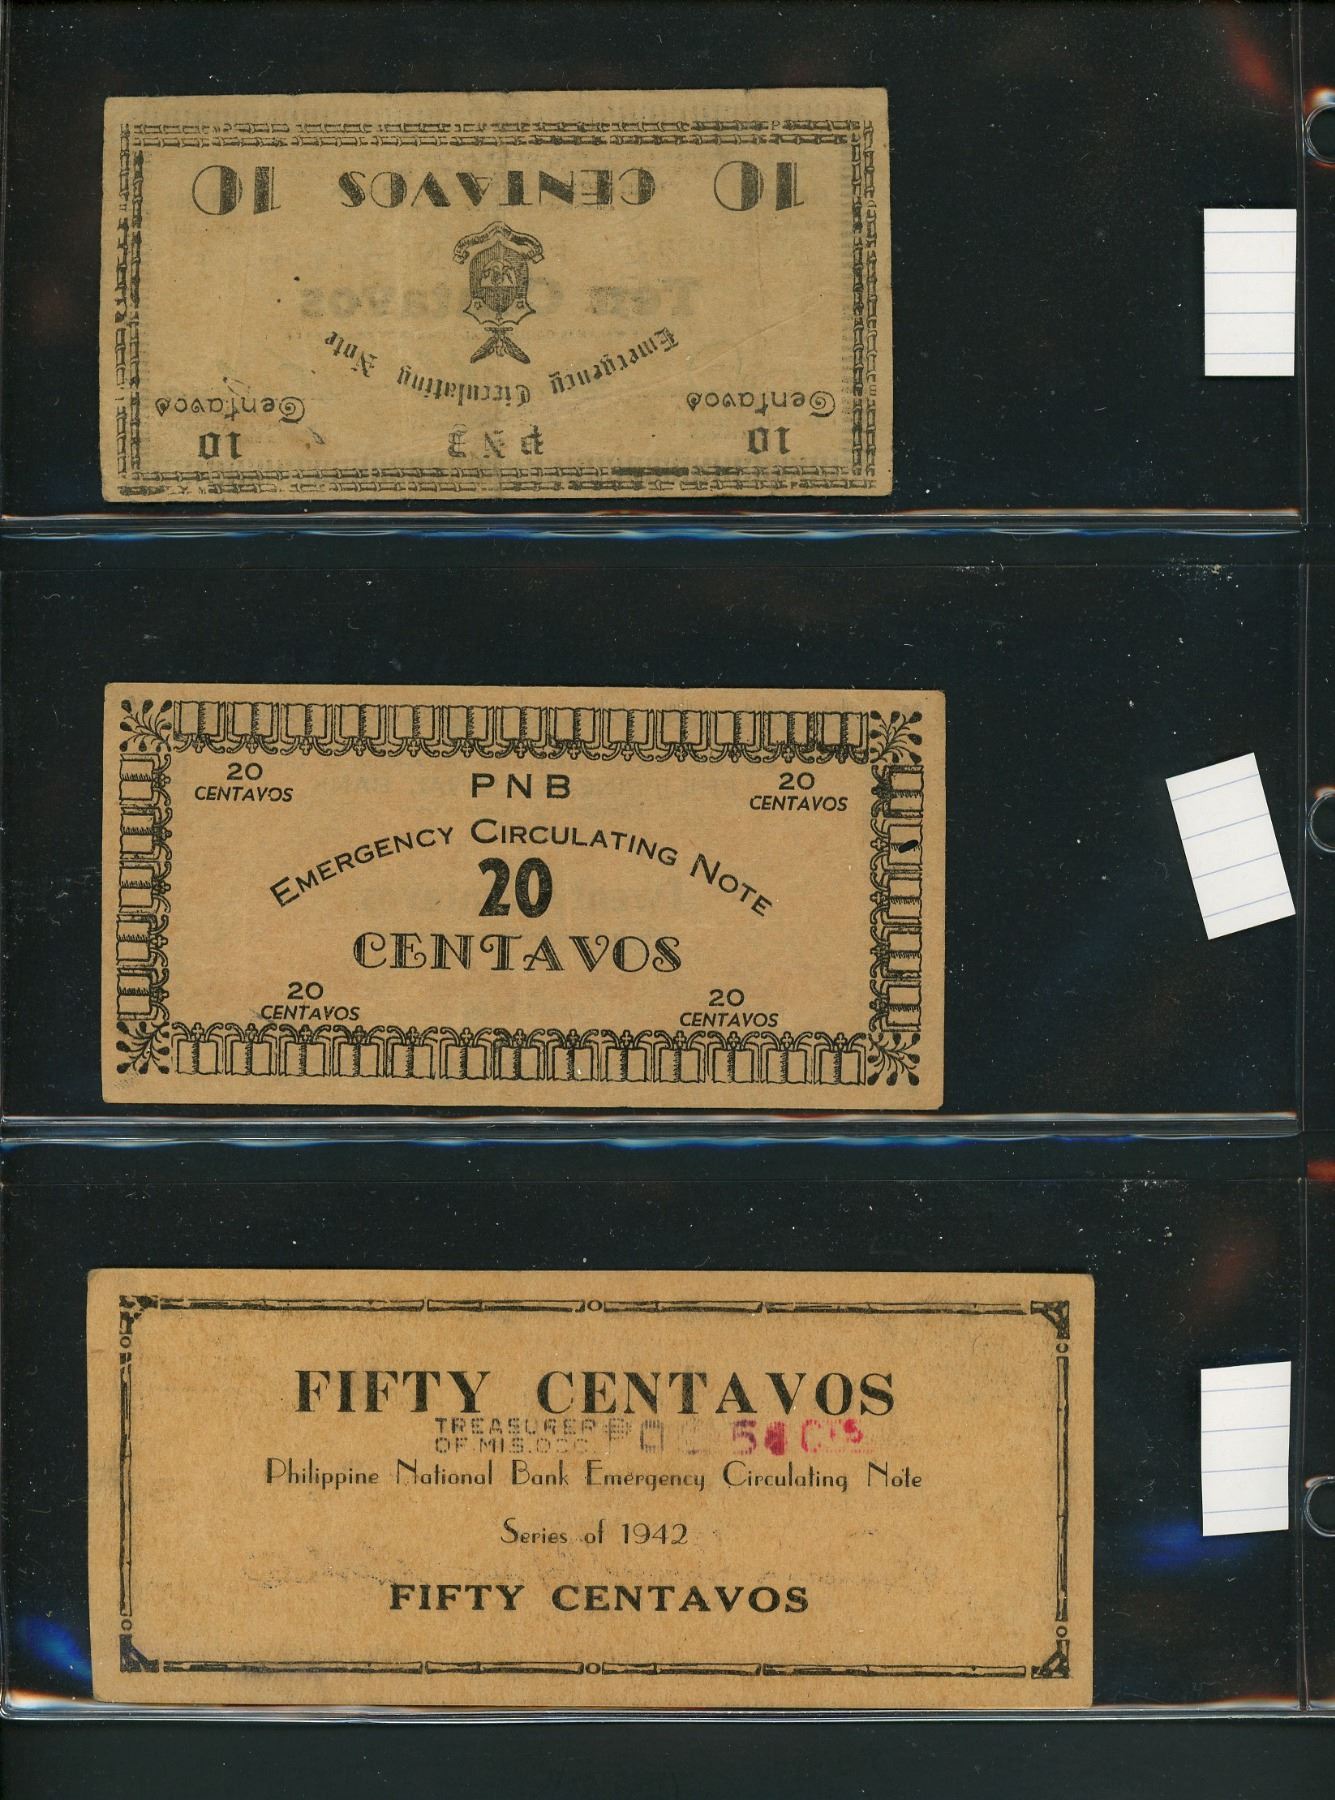 10 Centavos
PNB
10 Centavos
Emergency Circulating Note
Ten Centavos
10 CENTAVOS 10
20 CENTAVOS
PNB
20 CENTAVOS
EMERGENCY CIRCULATING NOTE
20
CENTAVOS
20 CENTAVOS
20 CENTAVOS
FIFTY CENTAVOS
TREASURER
OF MIS.OCC.
Philippine National Bank Emergency Circulating Note
Series of 1942
FIFTY CENTAVOS